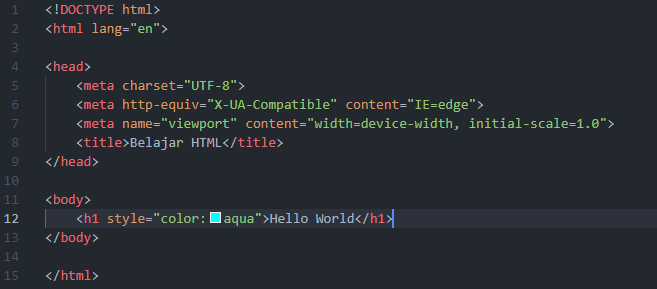 1 <!DOCTYPE html>
2 <html lang="en">
3
4 <head>
5 <meta charset="UTF-8">
6 <meta http-equiv="X-UA-Compatible" content="IE=edge">
7 <meta name="viewport" content="width=device-width, initial-scale=1.0">
8 <title>Belajar HTML</title>
9 </head>
10
11 <body>
12 <h1 style="color:aqua">Hello World</h1>
13 </body>
14
15 </html>